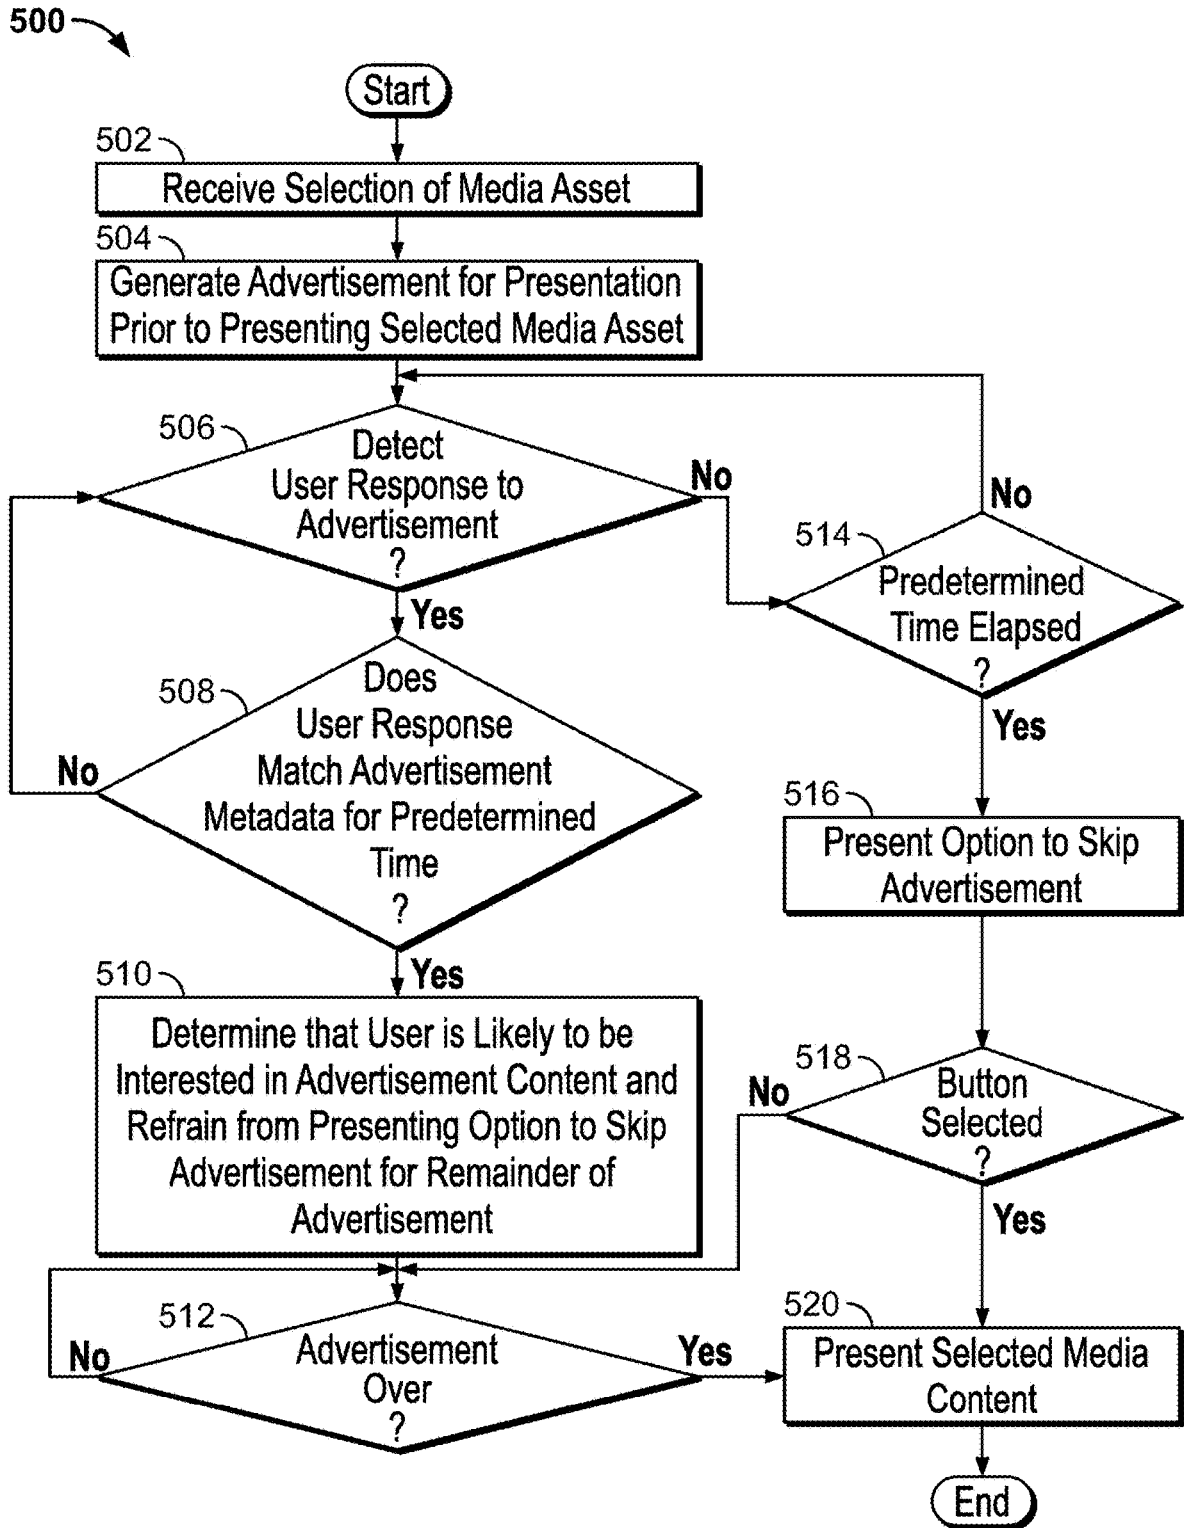 500
Start
502
Receive Selection of Media Asset
504
Generate Advertisement for Presentation
Prior to Presenting Selected Media Asset
506
Detect
User Response to
Advertisement
?
No
Yes
514
No
Predetermined
Time Elapsed
?
Yes
508
Does
User Response
Match Advertisement
Metadata for Predetermined
Time
?
No
Yes
516
Present Option to Skip
Advertisement
510
Determine that User is Likely to be
Interested in Advertisement Content and
Refrain from Presenting Option to Skip
Advertisement for Remainder of
Advertisement
518
Button
Selected
?
No
Yes
512
Advertisement
Over
?
No
Yes
520
Present Selected Media
Content
End